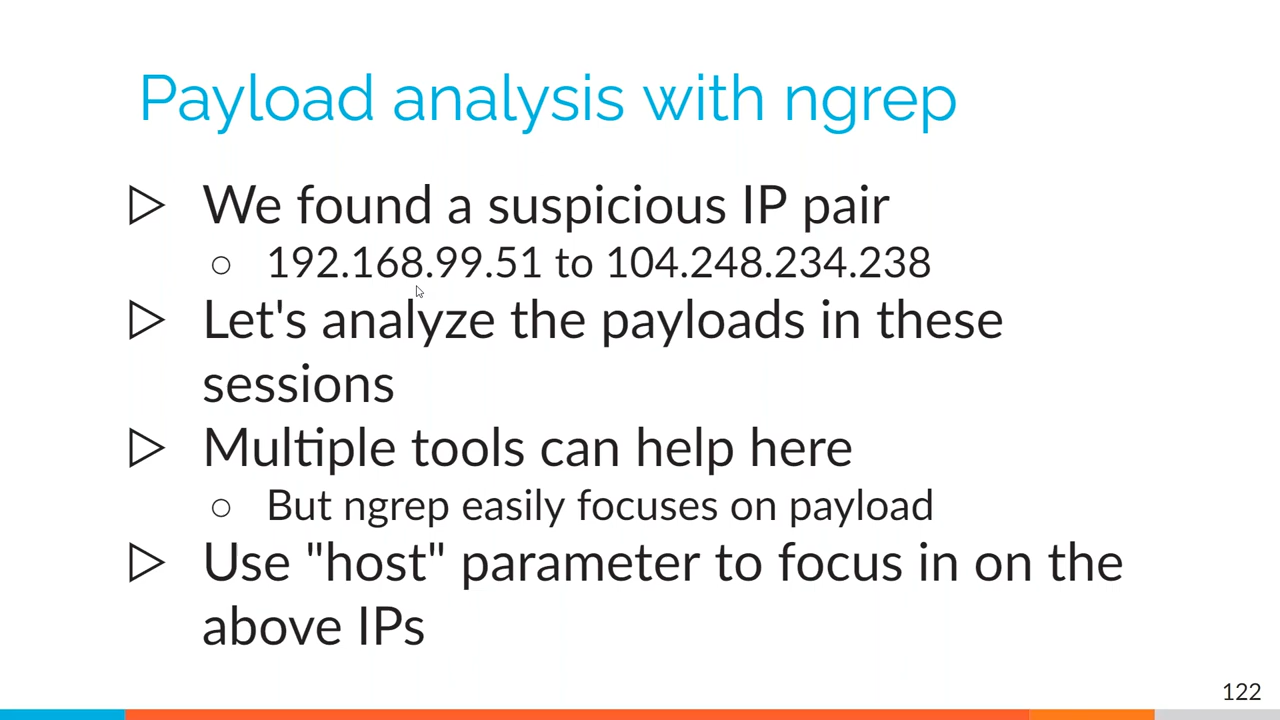 Payload analysis with ngrep
We found a suspicious IP pair
192.168.99.51 to 104.248.234.238
Let's analyze the payloads in these
sessions
Multiple tools can help here
But ngrep easily focuses on payload
Use "host" parameter to focus in on the
above IPs
122